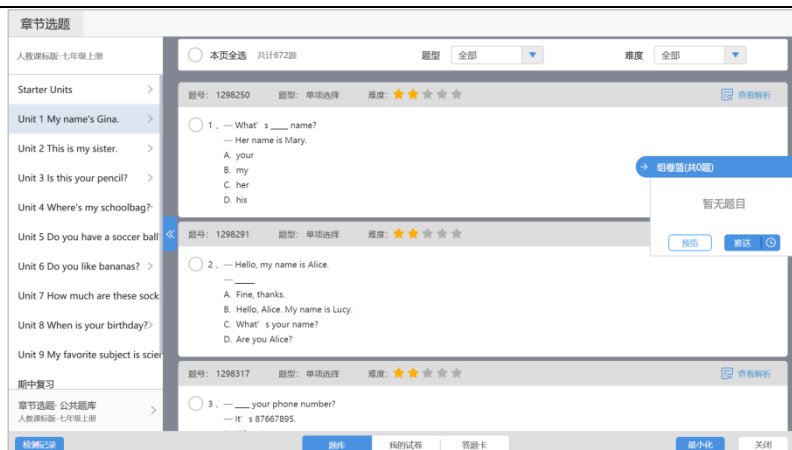 章节选题
人教课标版-七年级上册
Starter Units
Unit 1 My name's Gina.
Unit 2 This is my sister.
Unit 3 Is this your pencil?
Unit 4 Where's my schoolbag?
Unit 5 Do you have a soccer ball
Unit 6 Do you like bananas?
Unit 7 How much are these sock
Unit 8 When is your birthday?
Unit 9 My favorite subject is scien
期中复习
章节选题- 公共题库
人教课标版-七年级上册
本页全选 共计672题 题型 全部 难度 全部
题号: 1298250 题型: 单项选择 难度: 查看解析
1、— What's ____ name?
— Her name is Mary.
A. your
B. my
C. her
D. his
题号: 1298291 题型: 单项选择 难度:
2、— Hello, my name is Alice.
— ____
A. Fine, thanks.
B. Hello, Alice. My name is Lucy.
C. What's your name?
D. Are you Alice?
题号: 1298317 题型: 单项选择 难度: 查看解析
3、— ____ your phone number?
— It's 87667895.
组卷篮(共0题)
暂无题目
预览 推送
检测记录 题库 我的试卷 答题卡 最小化 关闭